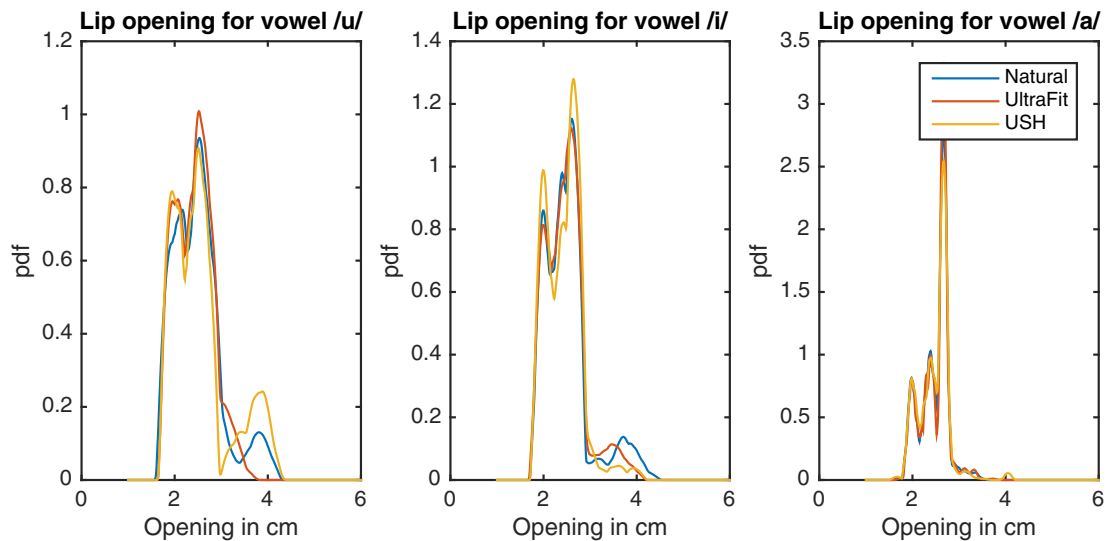 Lip opening for vowel /u/
1.2
1
0.8
0.6
0.4
0.2
0
pdf
0 2 4 6
Opening in cm
Lip opening for vowel /i/
1.4
1.2
1
0.8
0.6
0.4
0.2
0
pdf
0 2 4 6
Opening in cm
Lip opening for vowel /a/
3.5
3
2.5
2
1.5
1
0.5
0
pdf
Natural
UltraFit
USH
0 2 4 6
Opening in cm